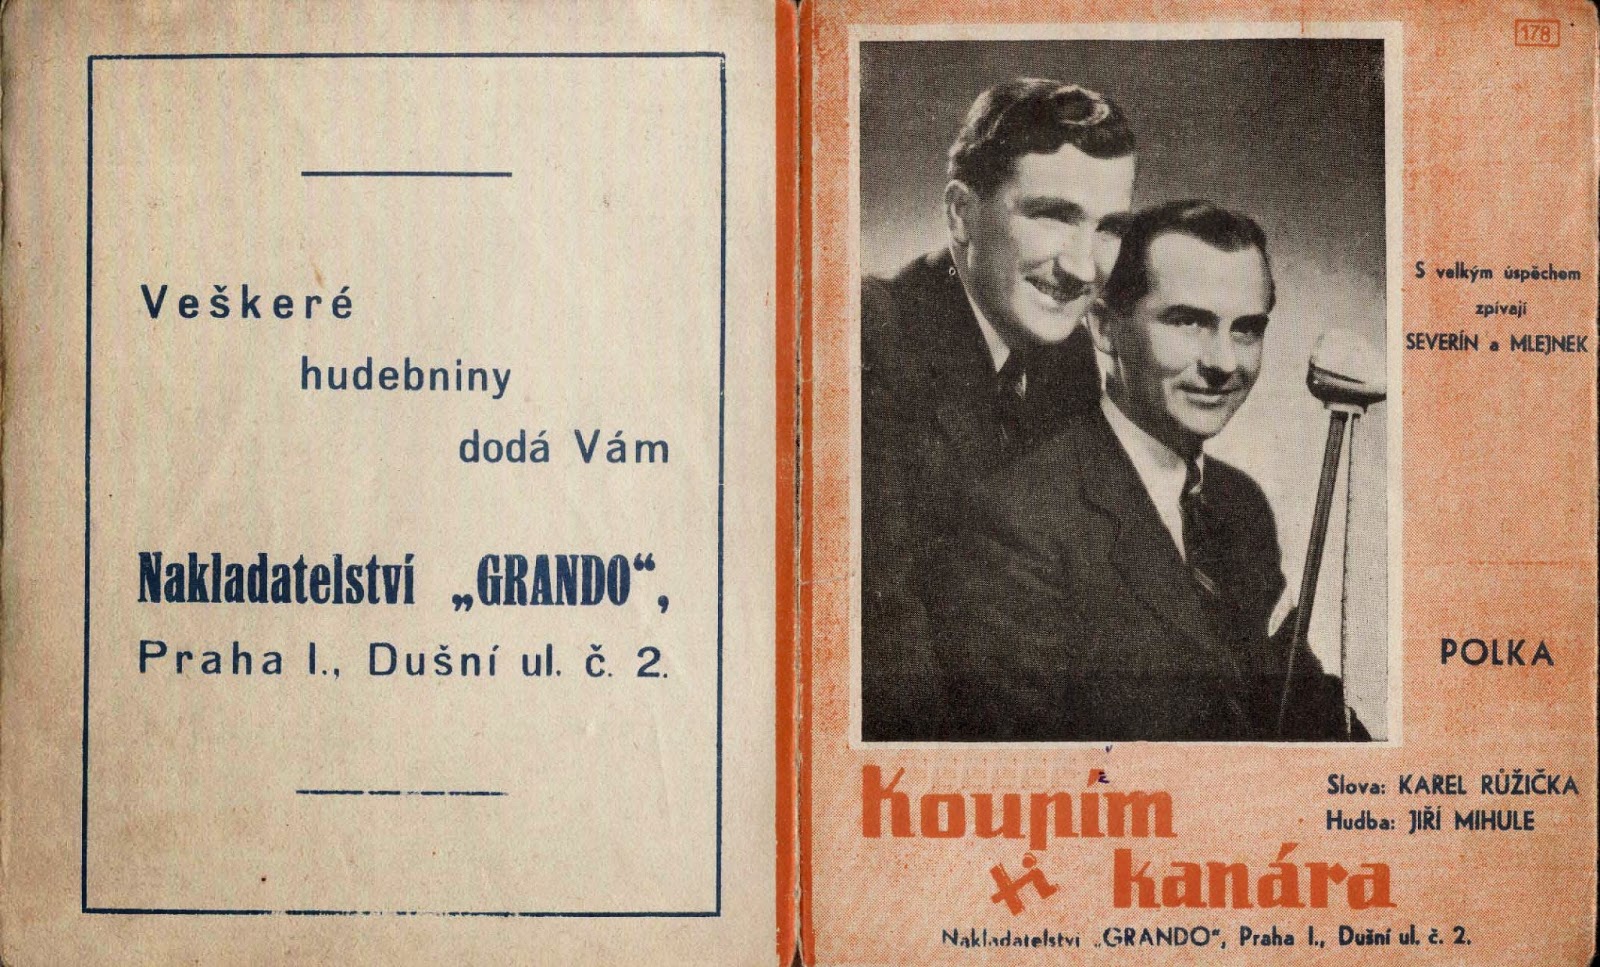 Veškeré
hudebniny
dodá Vám
Nakladatelství „GRANDO“,
Praha I., Dušní ul. č. 2.
178
S velkým úspěchem
zpívají
SEVERÍN a MLEJNEK
POLKA
Slova: KAREL RŮŽIČKA
Hudba: JIŘÍ MIHULE
Koupím
ti kanára
Nakladatelství „GRANDO“, Praha I., Dušní ul. č. 2.